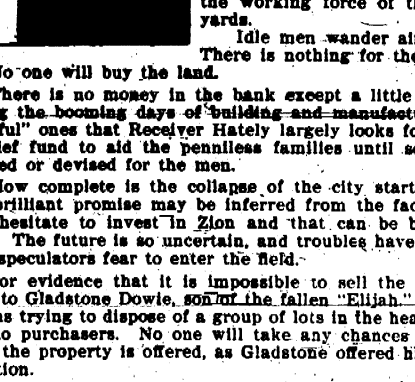 the working force of t
yards.
Idle men wander ai
There is nothing for the
No one will buy the land.
There is no money in the bank except a little
g the booming days of building and manufact
ful" ones that Receiver Hately largely looks fo
ief fund to aid the penniless families until s
ed or devised for the men.
How complete is the collapse of the city start
brilliant promise may be inferred from the fac
hesitate to invest in Zion and that can be b
The future is so uncertain, and troubles have
speculators fear to enter the field.
or evidence that it is impossible to sell the
to Gladstone Dowie, son of the fallen "Elijah."
as trying to dispose of a group of lots in the hea
no purchasers. No one will take any chances
the property is offered, as Gladstone offered h
tion.